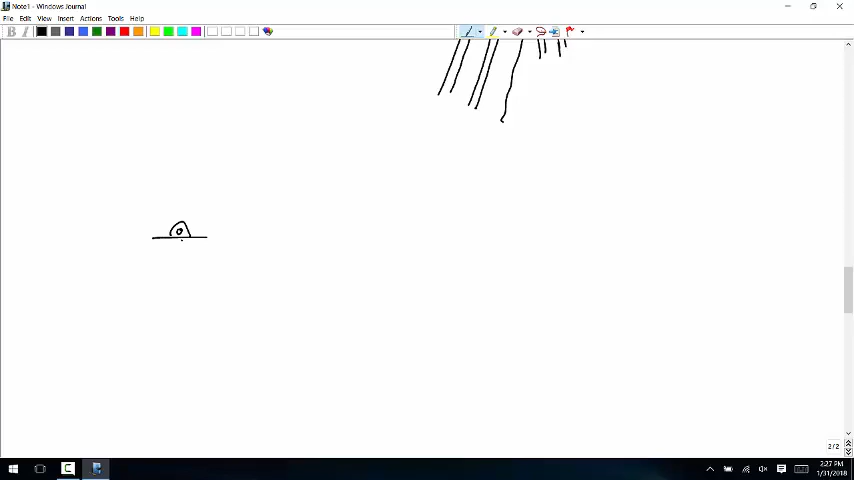 Note1 - Windows Journal
File Edit View Insert Actions Tools Help
B I
2/2
2:27 PM
1/31/2018